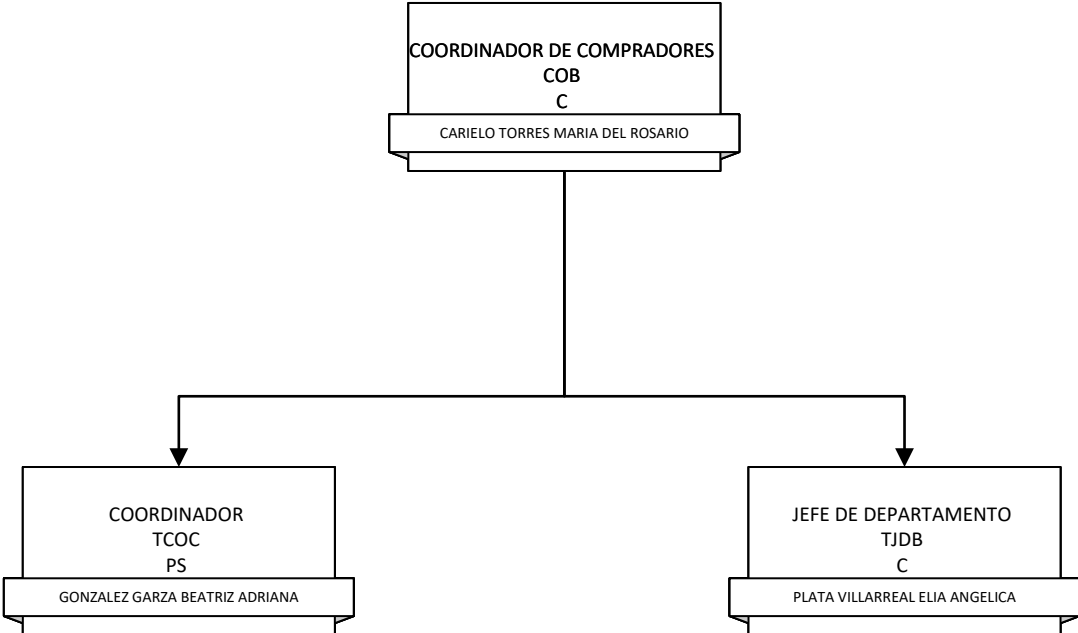 COORDINADOR DE COMPRADORES
COB
C
CARIELO TORRES MARIA DEL ROSARIO
COORDINADOR
TCOC
PS
GONZALEZ GARZA BEATRIZ ADRIANA
JEFE DE DEPARTAMENTO
TJDB
C
PLATA VILLARREAL ELIA ANGELICA